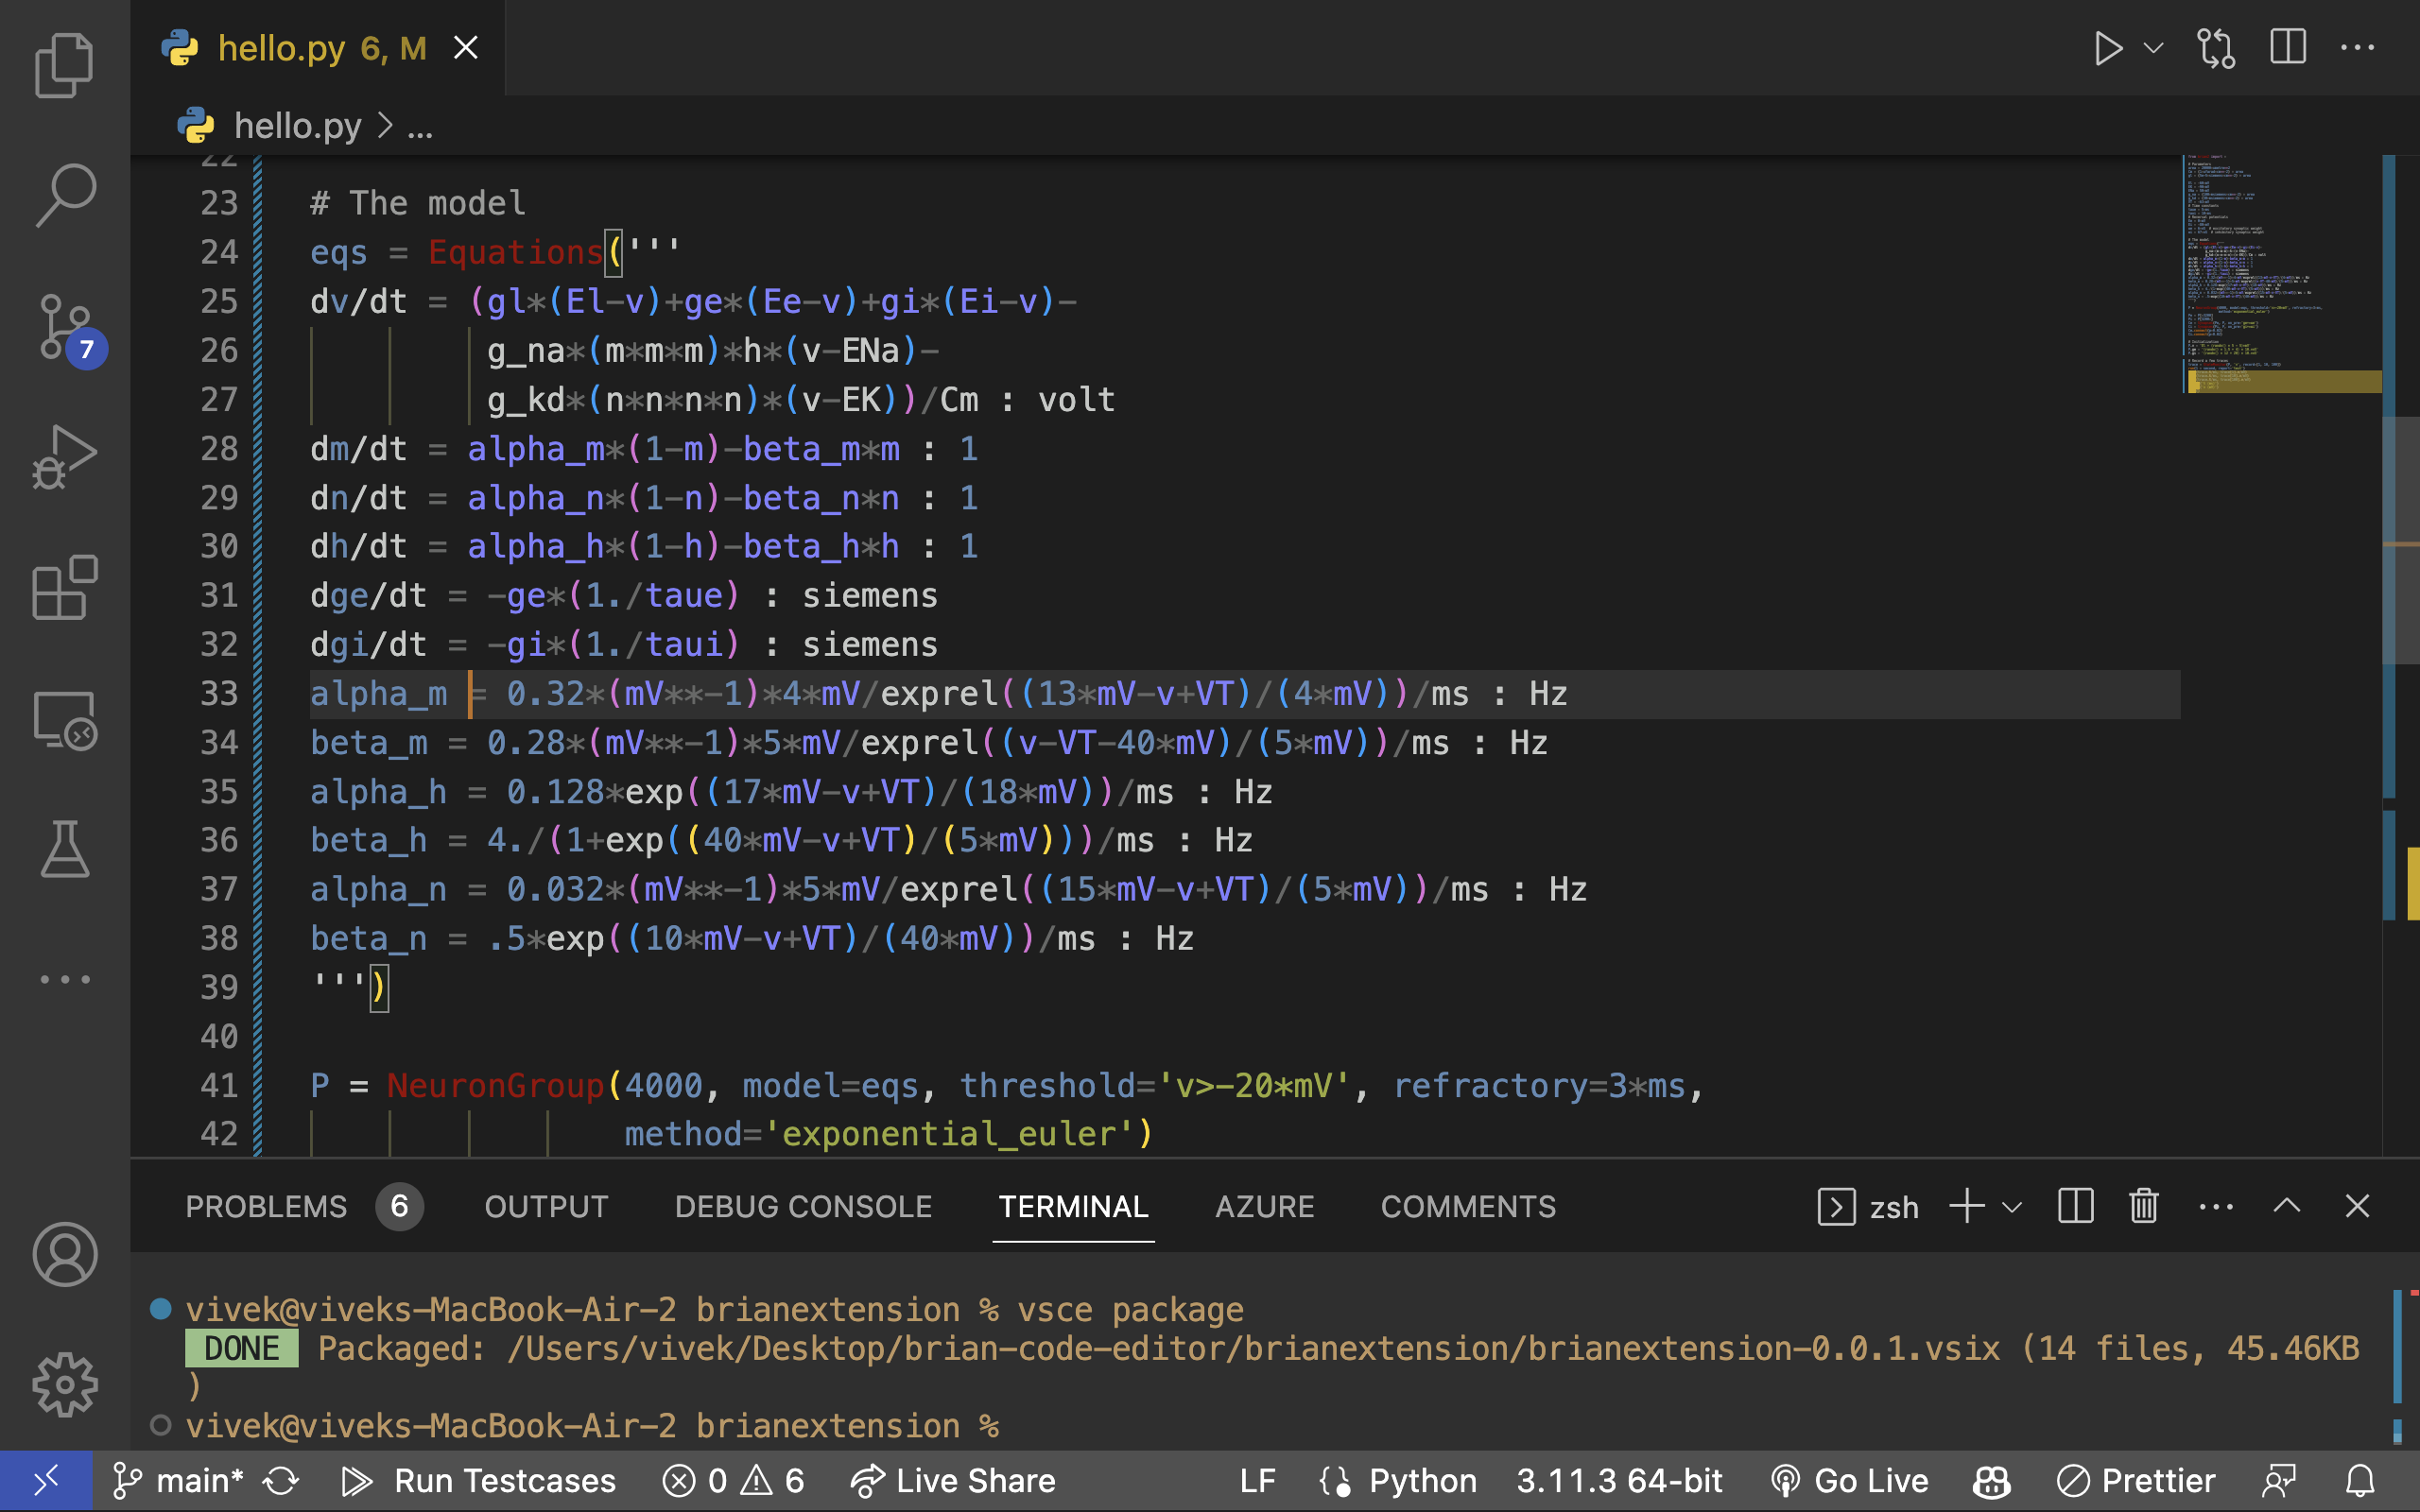 hello.py 6, M
hello.py > ...
22
23 # The model
24 eqs = Equations('''
25 dv/dt = (gl*(El-v)+ge*(Ee-v)+gi*(Ei-v)-
26 g_na*(m*m*m)*h*(v-ENa)-
27 g_kd*(n*n*n*n)*(v-EK))/Cm : volt
28 dm/dt = alpha_m*(1-m)-beta_m*m : 1
29 dn/dt = alpha_n*(1-n)-beta_n*n : 1
30 dh/dt = alpha_h*(1-h)-beta_h*h : 1
31 dge/dt = -ge*(1./taue) : siemens
32 dgi/dt = -gi*(1./taui) : siemens
33 alpha_m = 0.32*(mV**-1)*4*mV/exprel((13*mV-v+VT)/(4*mV))/ms : Hz
34 beta_m = 0.28*(mV**-1)*5*mV/exprel((v-VT-40*mV)/(5*mV))/ms : Hz
35 alpha_h = 0.128*exp((17*mV-v+VT)/(18*mV))/ms : Hz
36 beta_h = 4./(1+exp((40*mV-v+VT)/(5*mV)))/ms : Hz
37 alpha_n = 0.032*(mV**-1)*5*mV/exprel((15*mV-v+VT)/(5*mV))/ms : Hz
38 beta_n = .5*exp((10*mV-v+VT)/(40*mV))/ms : Hz
39 ''')
40
41 P = NeuronGroup(4000, model=eqs, threshold='v>-20*mV', refractory=3*ms,
42 method='exponential_euler')
7
PROBLEMS 6 OUTPUT DEBUG CONSOLE TERMINAL AZURE COMMENTS zsh
vivek@viveks-MacBook-Air-2 brianextension % vsce package
DONE Packaged: /Users/vivek/Desktop/brian-code-editor/brianextension/brianextension-0.0.1.vsix (14 files, 45.46KB
)
vivek@viveks-MacBook-Air-2 brianextension %
main* Run Testcases 0 6 Live Share LF Python 3.11.3 64-bit Go Live Prettier